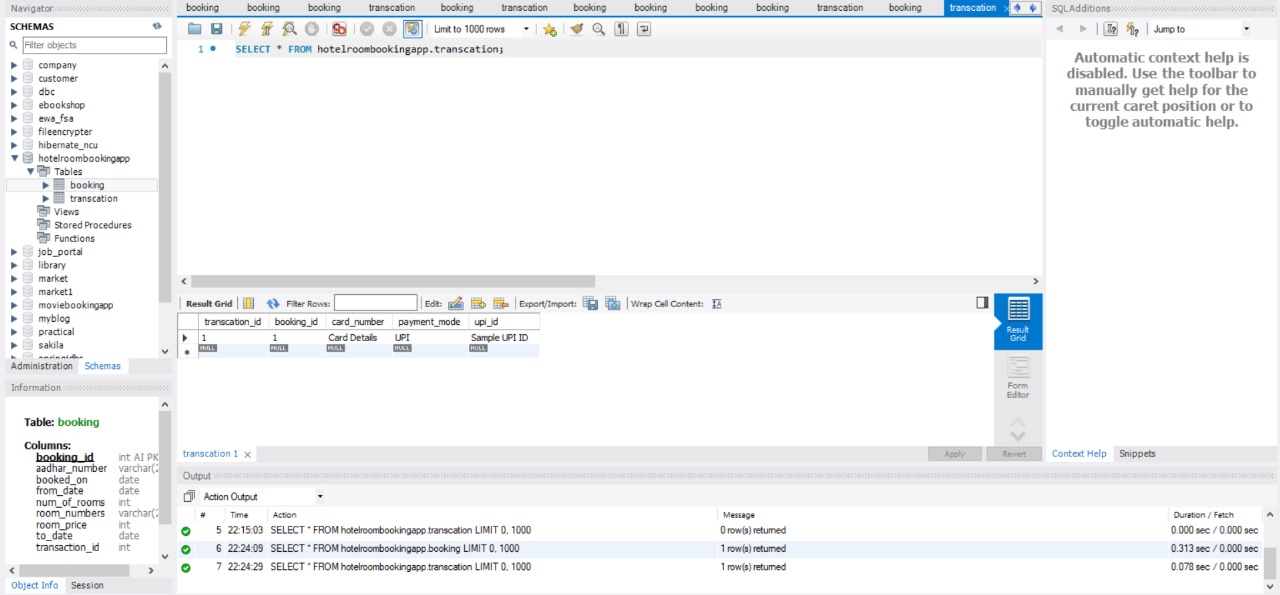 Navigator
SCHEMAS
Filter objects
company
customer
dbc
ebookshop
ewa_fsa
fileencrypter
hibernate_ncu
hotelroombookingapp
Tables
booking
transcation
Views
Stored Procedures
Functions
job_portal
library
market
market1
moviebookingapp
myblog
practical
sakila
Administration Schemas
Information
Table: booking
Columns:
booking_id int AI PK
aadhar_number varchar(2
booked_on date
from_date date
num_of_rooms int
room_numbers varchar(2
room_price int
to_date date
transaction_id int
Object Info Session
booking booking booking transcation booking transcation booking booking booking booking transcation booking transcation
Limit to 1000 rows
1 SELECT * FROM hotelroombookingapp.transcation;
Result Grid Filter Rows: Edit: Export/Import: Wrap Cell Content:
transcation_id booking_id card_number payment_mode upi_id
1 1 Card Details UPI Sample UPI ID
NULL NULL NULL NULL NULL
Result Grid
Form Editor
transcation 1 Apply Revert
Output
Action Output
# Time Action Message Duration / Fetch
5 22:15:03 SELECT * FROM hotelroombookingapp.transcation LIMIT 0, 1000 0 row(s) returned 0.000 sec / 0.000 sec
6 22:24:09 SELECT * FROM hotelroombookingapp.booking LIMIT 0, 1000 1 row(s) returned 0.313 sec / 0.000 sec
7 22:24:29 SELECT * FROM hotelroombookingapp.transcation LIMIT 0, 1000 1 row(s) returned 0.078 sec / 0.000 sec
SQLAdditions
Jump to
Automatic context help is
disabled. Use the toolbar to
manually get help for the
current caret position or to
toggle automatic help.
Context Help Snippets